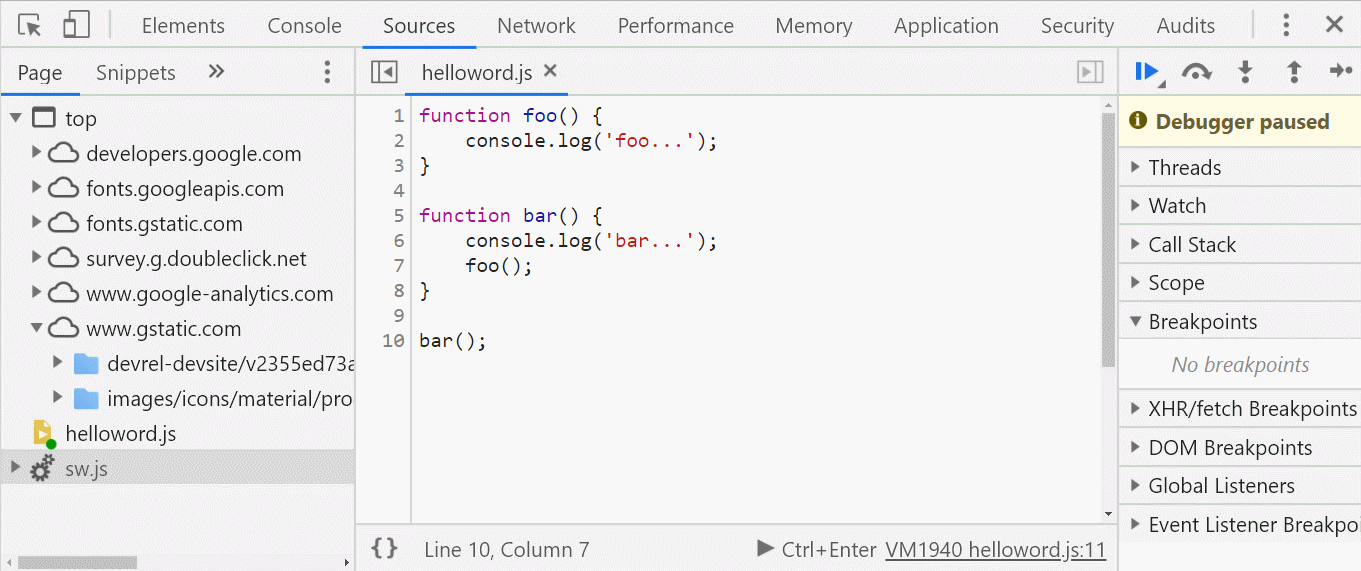 Elements Console Sources Network Performance Memory Application Security Audits
Page Snippets
helloword.js
top
developers.google.com
fonts.googleapis.com
fonts.gstatic.com
survey.g.doubleclick.net
www.google-analytics.com
www.gstatic.com
devrel-devsite/v2355ed73a
images/icons/material/pro
helloword.js
sw.js
1 function foo() {
2 console.log('foo...');
3 }
4
5 function bar() {
6 console.log('bar...');
7 foo();
8 }
9
10 bar();
{} Line 10, Column 7 Ctrl+Enter VM1940 helloword.js:11
Debugger paused
Threads
Watch
Call Stack
Scope
Breakpoints
No breakpoints
XHR/fetch Breakpoints
DOM Breakpoints
Global Listeners
Event Listener Breakpoi